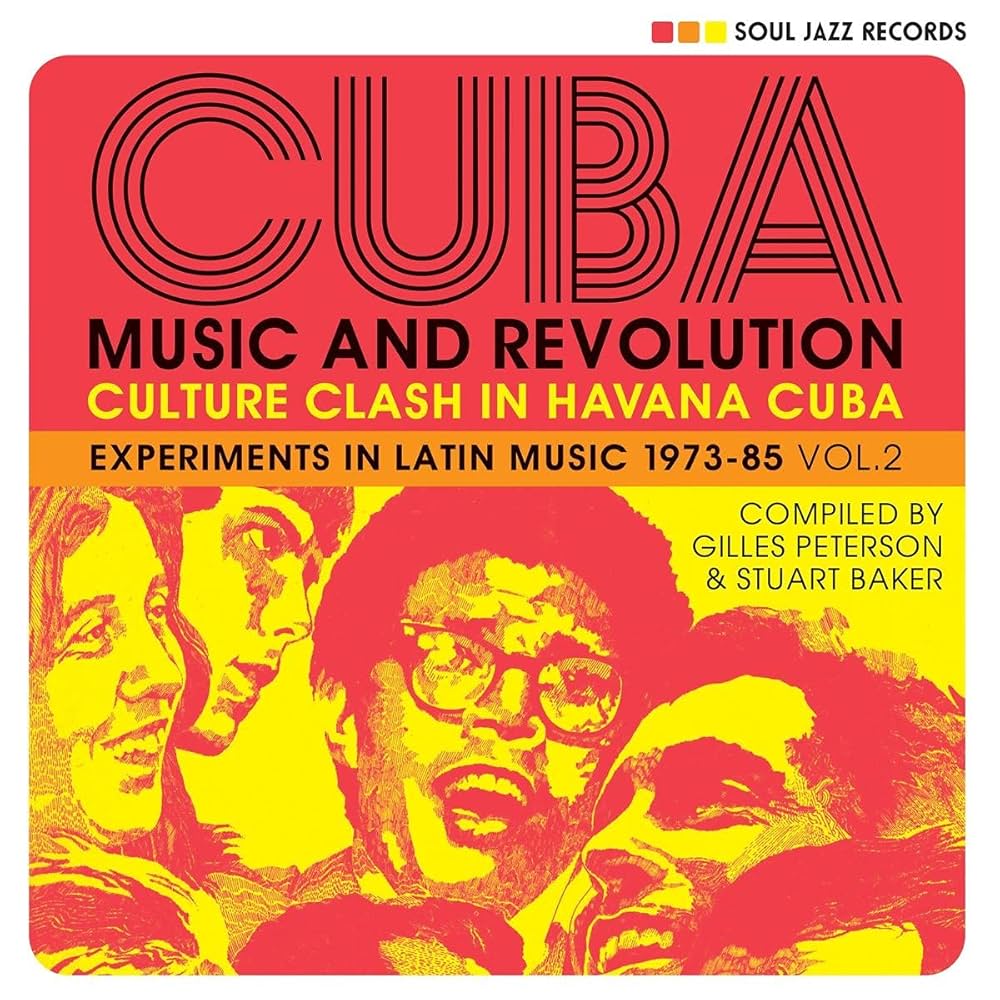 SOUL JAZZ RECORDS
CUBA
MUSIC AND REVOLUTION
CULTURE CLASH IN HAVANA CUBA
EXPERIMENTS IN LATIN MUSIC 1973-85 VOL.2
COMPILED BY
GILLES PETERSON
& STUART BAKER